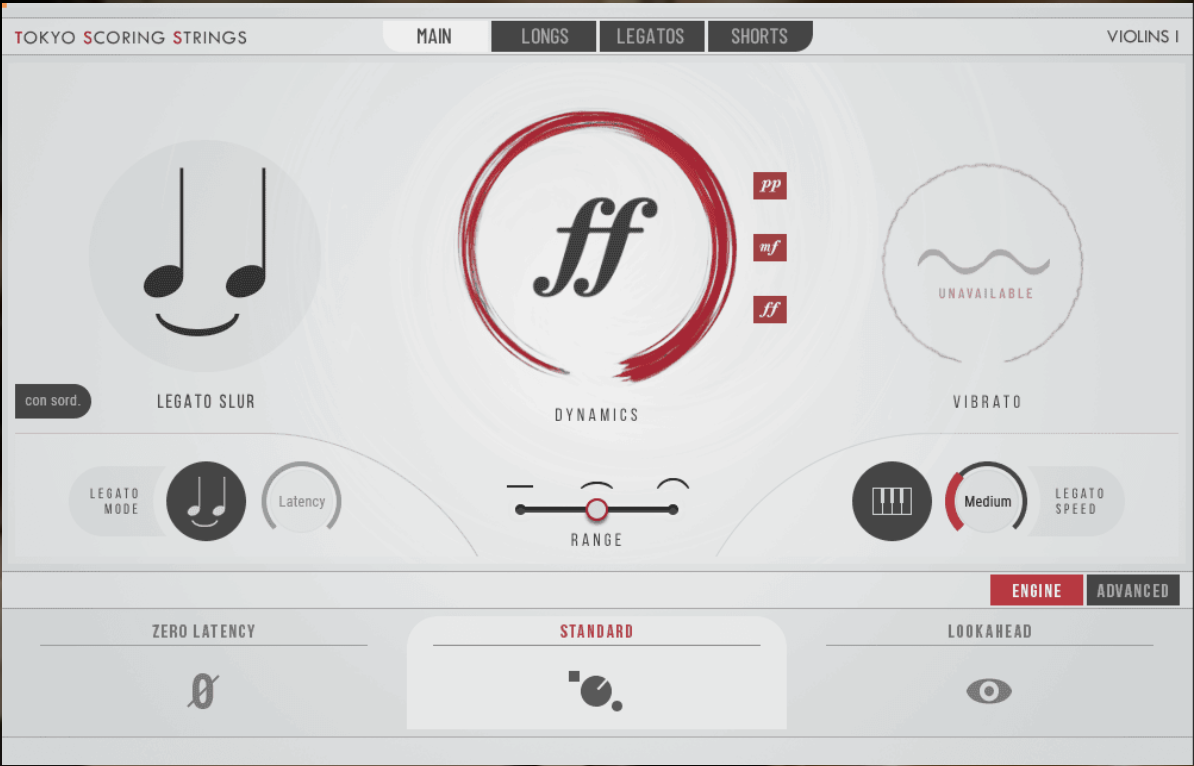 TOKYO SCORING STRINGS
MAIN
LONGS
LEGATOS
SHORTS
VIOLINS I
ff
pp
mf
ff
UNAVAILABLE
con sord.
LEGATO SLUR
DYNAMICS
VIBRATO
LEGATO
MODE
Latency
RANGE
Medium
LEGATO
SPEED
ENGINE
ADVANCED
ZERO LATENCY
STANDARD
LOOKAHEAD
0